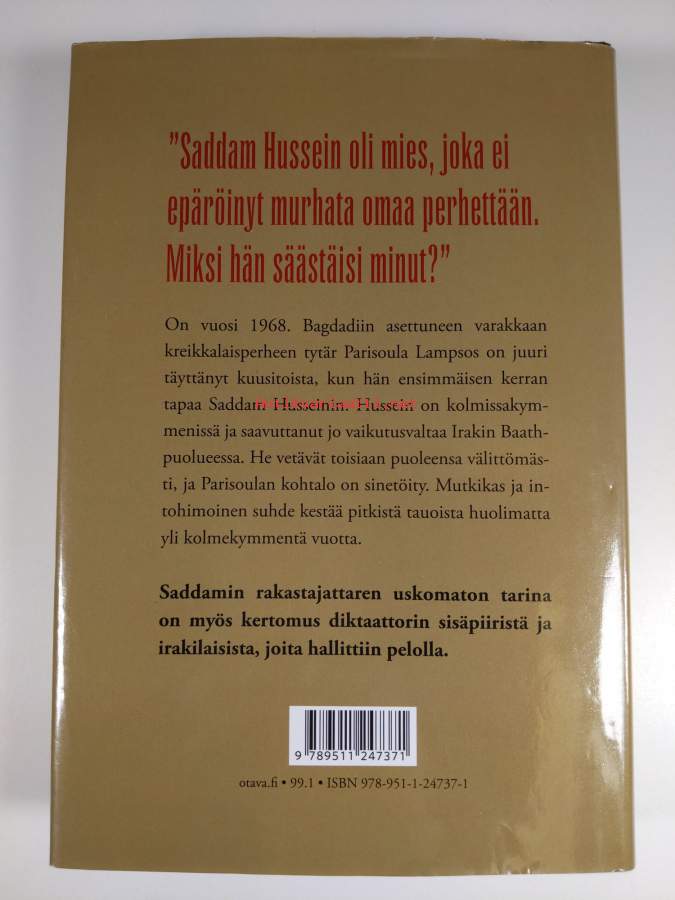 ”Saddam Hussein oli mies, joka ei
epäröinyt murhata omaa perhettään.
Miksi hän säästäisi minut?”
On vuosi 1968. Bagdadiin asettuneen varakkaan
kreikkalaisperheen tytär Parisoula Lampsos on juuri
täyttänyt kuusitoista, kun hän ensimmäisen kerran
tapaa Saddam Husseinin. Hussein on kolmissakym-
menissä ja saavuttanut jo vaikutusvaltaa Irakin Baath-
puolueessa. He vetävät toisiaan puoleensa välittömäs-
ti, ja Parisoulan kohtalo on sinetöity. Mutkikas ja in-
tohimoinen suhde kestää pitkistä tauoista huolimatta
yli kolmekymmentä vuotta.
Saddamin rakastajattaren uskomaton tarina
on myös kertomus diktaattorin sisäpiiristä ja
irakilaisista, joita hallittiin pelolla.
9 789511 247371
otava.fi • 99.1 • ISBN 978-951-1-24737-1